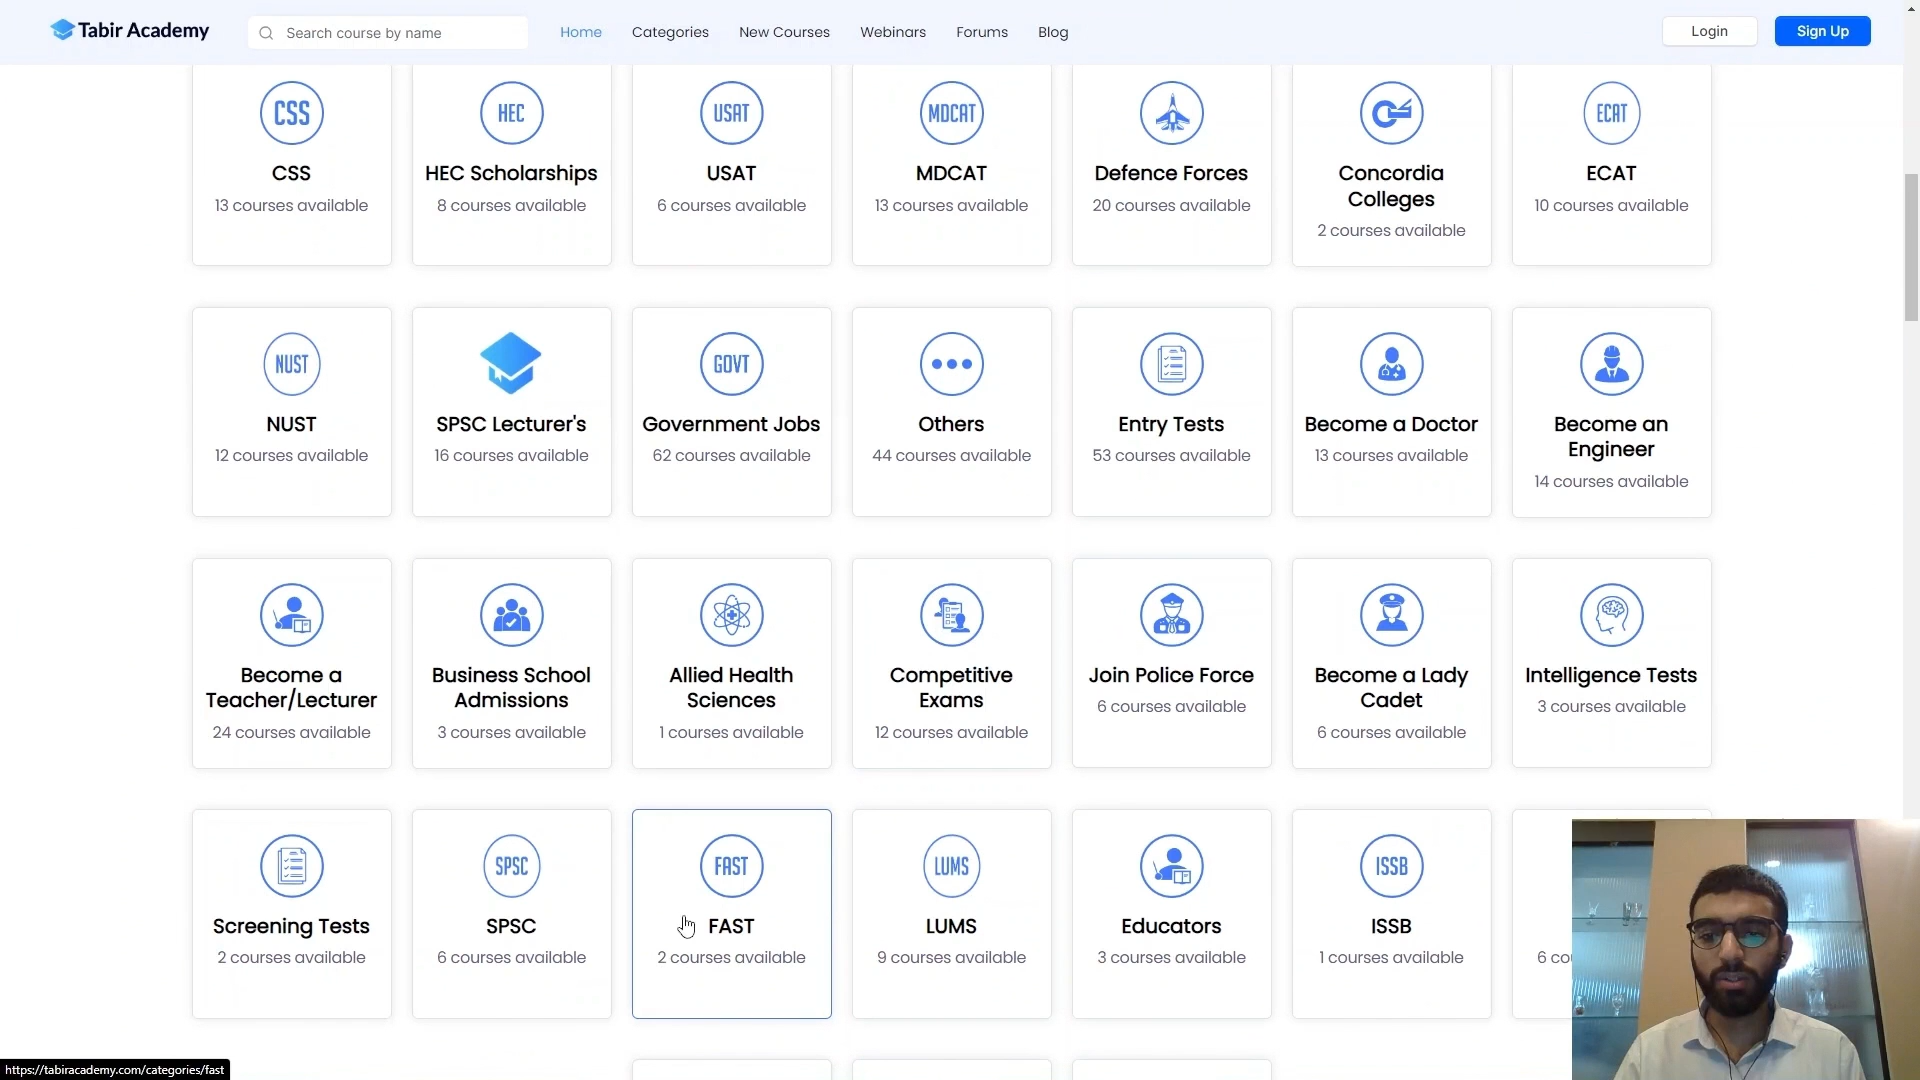 Tabir Academy
Search course by name
Home
Categories
New Courses
Webinars
Forums
Blog
Login
Sign Up
CSS
HEC
USAT
MDCAT
ECAT
CSS
HEC Scholarships
USAT
MDCAT
Defence Forces
Concordia
Colleges
ECAT
13 courses available
8 courses available
6 courses available
13 courses available
20 courses available
2 courses available
10 courses available
NUST
GOVT
NUST
SPSC Lecturer's
Government Jobs
Others
Entry Tests
Become a Doctor
Become an
Engineer
12 courses available
16 courses available
62 courses available
44 courses available
53 courses available
13 courses available
14 courses available
Become a
Teacher/Lecturer
Business School
Admissions
Allied Health
Sciences
Competitive
Exams
Join Police Force
Become a Lady
Cadet
Intelligence Tests
24 courses available
3 courses available
1 courses available
12 courses available
6 courses available
6 courses available
3 courses available
SPSC
FAST
LUMS
ISSB
Screening Tests
SPSC
FAST
LUMS
Educators
ISSB
2 courses available
6 courses available
2 courses available
9 courses available
3 courses available
1 courses available
6 co
https://tabiracademy.com/categories/fast